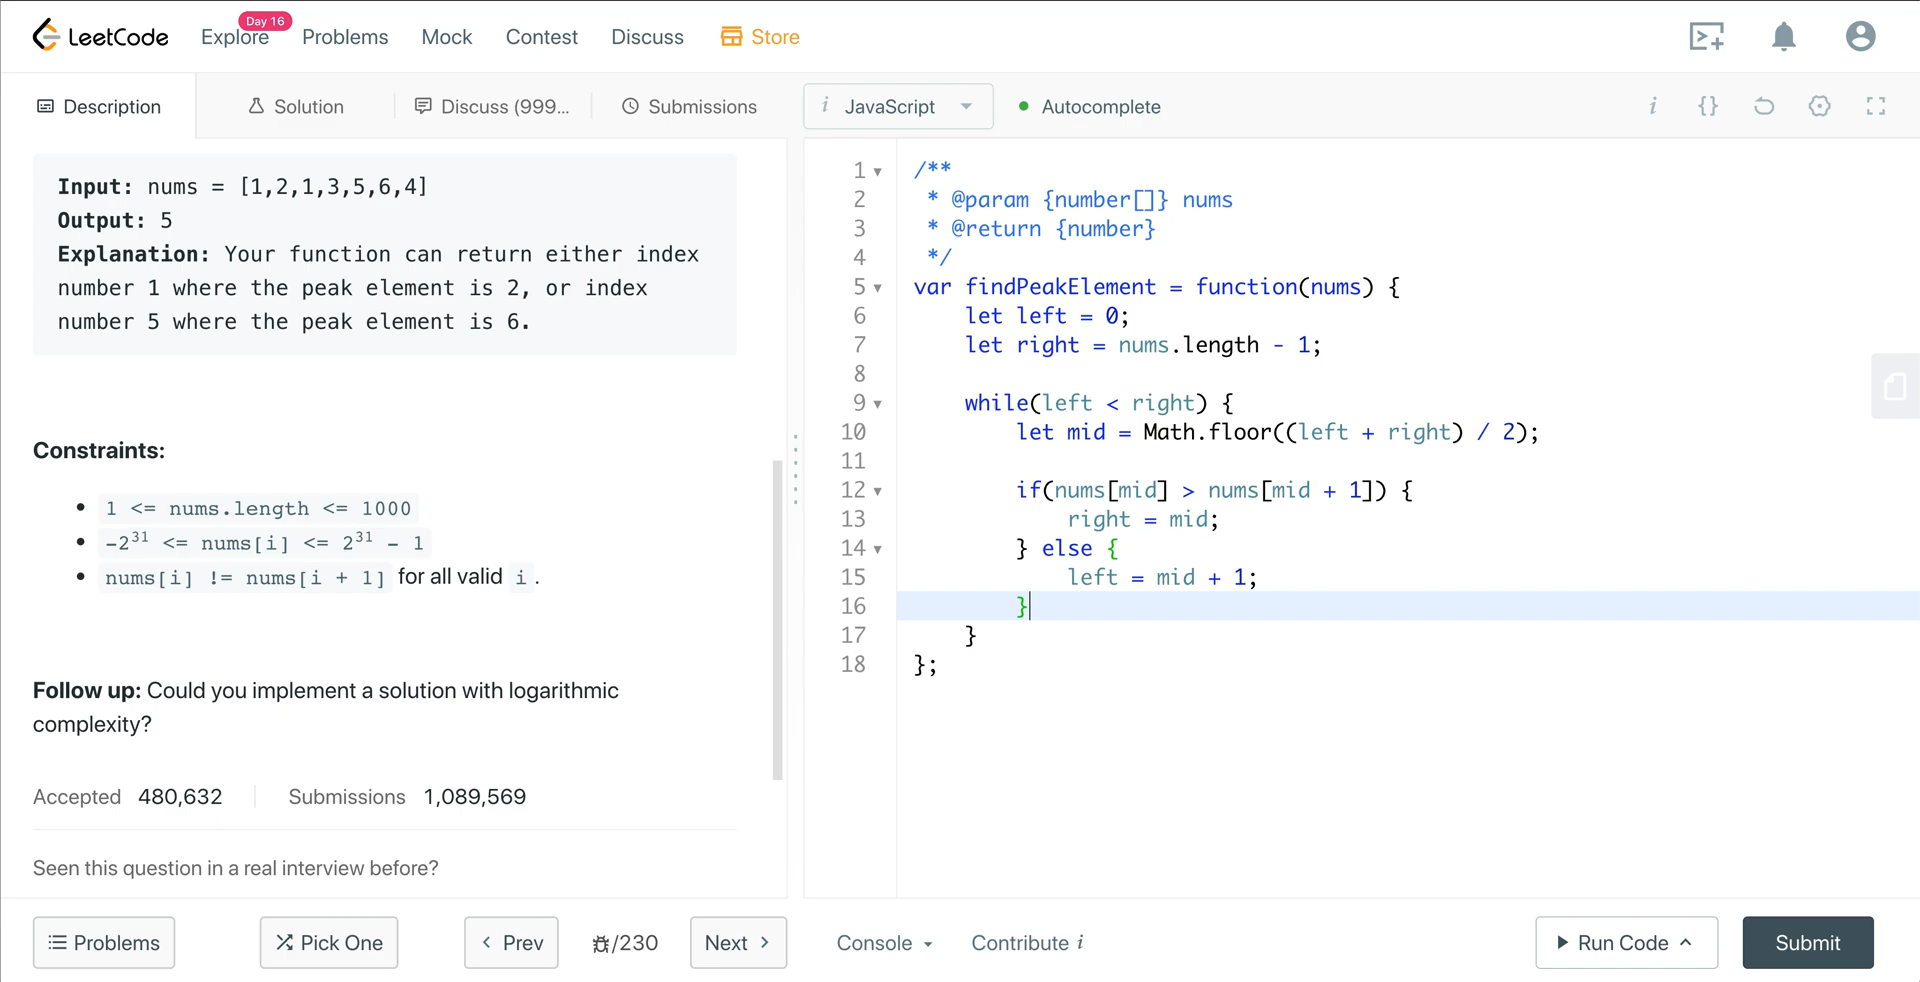 LeetCode
Explore
Day 16
Problems
Mock
Contest
Discuss
Store
Description
Solution
Discuss (999...
Submissions
Input: nums = [1,2,1,3,5,6,4]
Output: 5
Explanation: Your function can return either index
number 1 where the peak element is 2, or index
number 5 where the peak element is 6.
Constraints:
1 <= nums.length <= 1000
-2^31 <= nums[i] <= 2^31 - 1
nums[i] != nums[i + 1] for all valid i.
Follow up: Could you implement a solution with logarithmic
complexity?
Accepted 480,632
Submissions 1,089,569
Seen this question in a real interview before?
Problems
Pick One
Prev
/230
Next
i JavaScript
Autocomplete
i {}
1 /**
2 * @param {number[]} nums
3 * @return {number}
4 */
5 var findPeakElement = function(nums) {
6 let left = 0;
7 let right = nums.length - 1;
8
9 while(left < right) {
10 let mid = Math.floor((left + right) / 2);
11
12 if(nums[mid] > nums[mid + 1]) {
13 right = mid;
14 } else {
15 left = mid + 1;
16 }
17 }
18 };
Console
Contribute i
Run Code
Submit